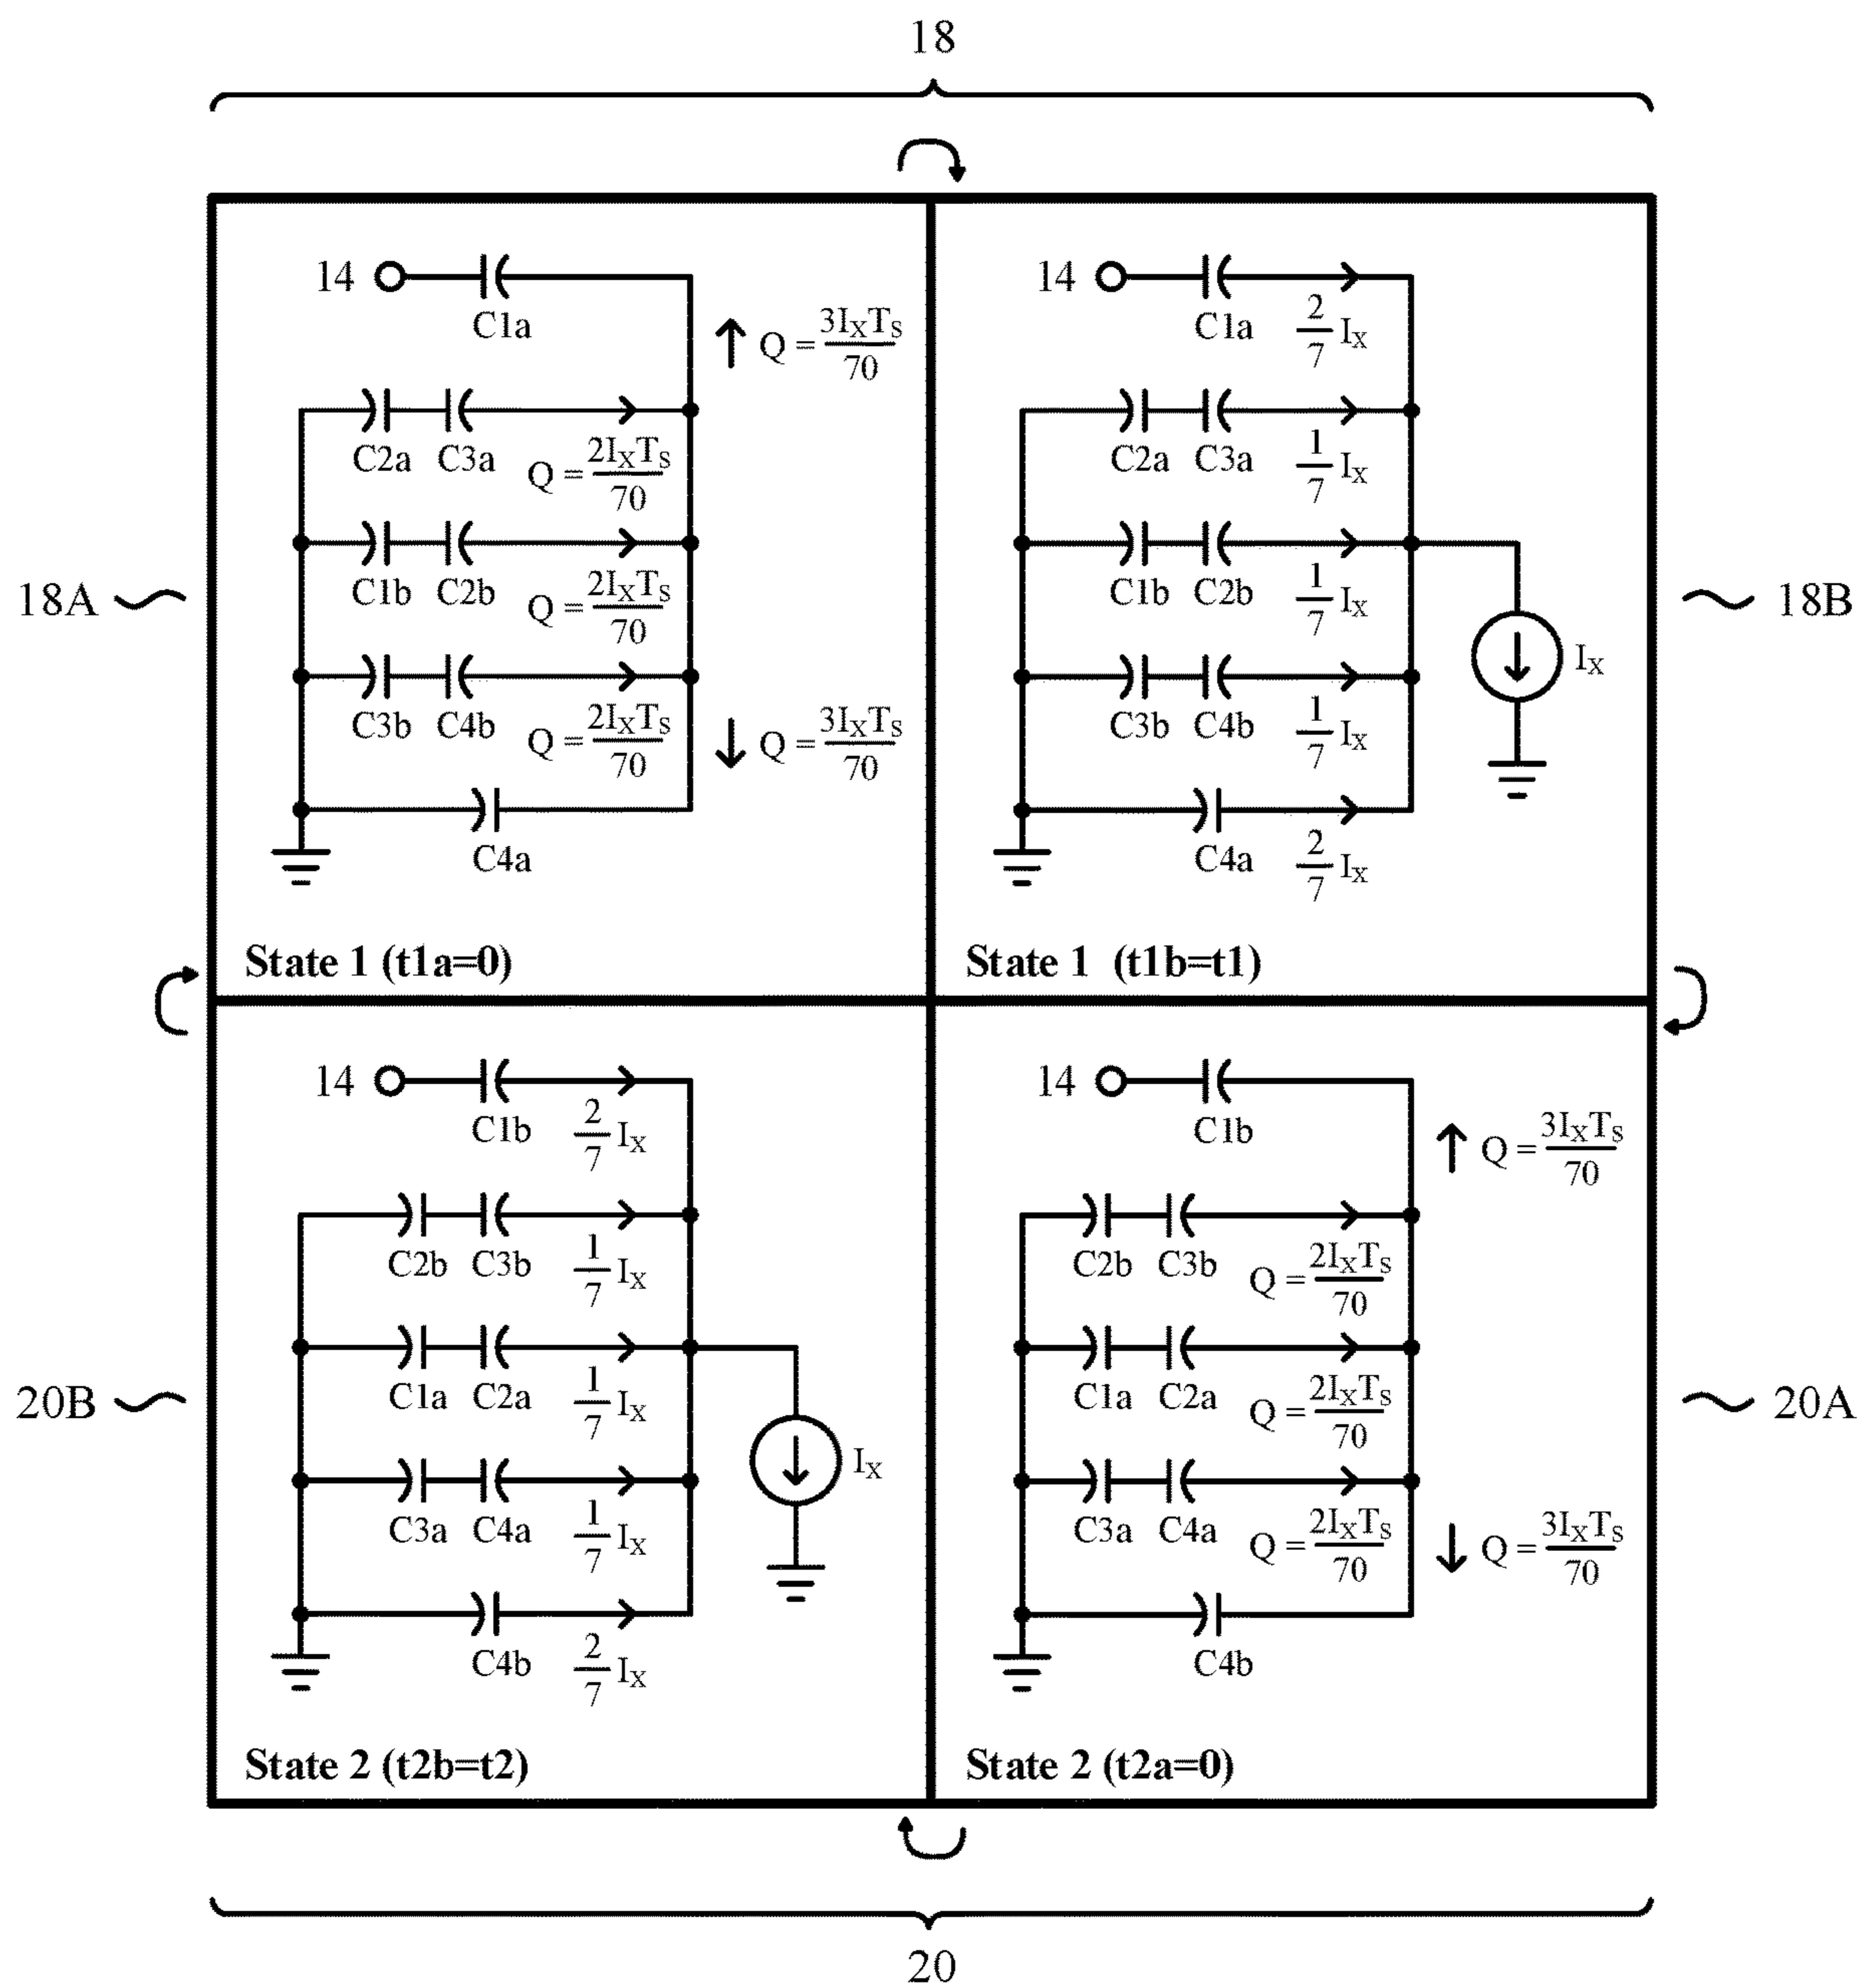 18
14
C1a
Q = 3IXTS/70
C2a C3a
Q = 2IXTS/70
C1b C2b
Q = 2IXTS/70
C3b C4b
Q = 2IXTS/70
Q = 3IXTS/70
C4a
State 1 (t1a=0)
18A
14
C1a
2/7 IX
C2a C3a
1/7 IX
C1b C2b
1/7 IX
C3b C4b
1/7 IX
IX
C4a
2/7 IX
State 1 (t1b=t1)
18B
14
C1b
2/7 IX
C2b C3b
1/7 IX
C1a C2a
1/7 IX
C3a C4a
1/7 IX
IX
C4b
2/7 IX
State 2 (t2b=t2)
20B
14
C1b
Q = 3IXTS/70
C2b C3b
Q = 2IXTS/70
C1a C2a
Q = 2IXTS/70
C3a C4a
Q = 2IXTS/70
Q = 3IXTS/70
C4b
State 2 (t2a=0)
20A
20